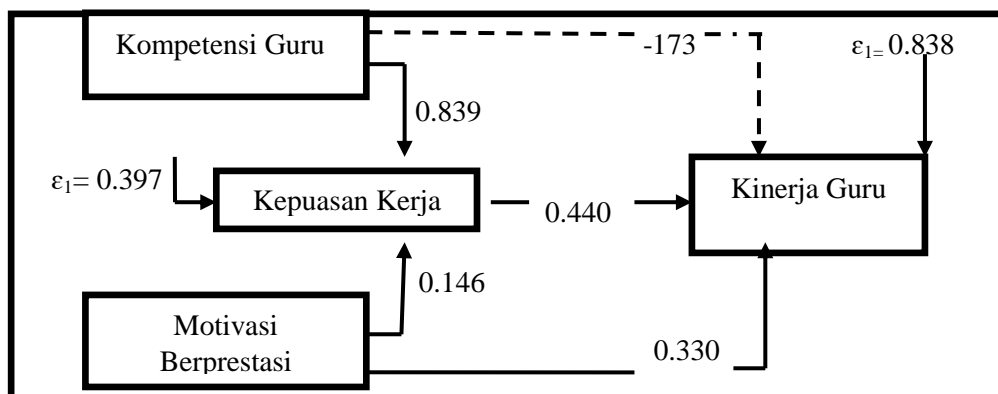 Kompetensi Guru
-173
ε₁= 0.838
0.839
ε₁= 0.397
Kepuasan Kerja
0.440
Kinerja Guru
0.146
Motivasi
Berprestasi
0.330